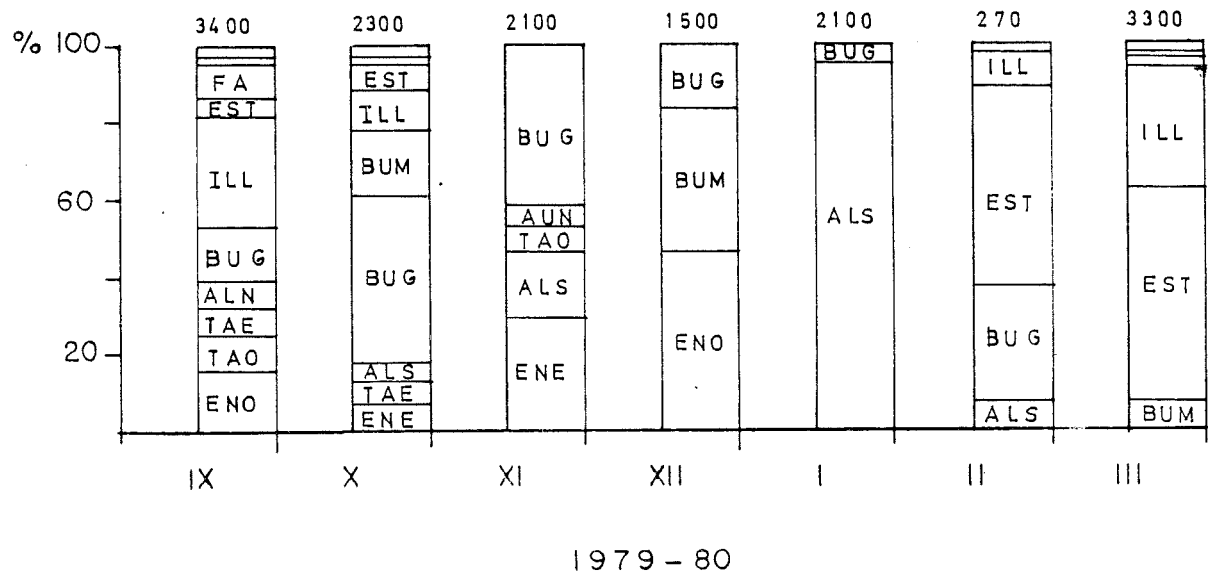 3400 2300 2100 1500 2100 270 3300
% 100
60
20
FA
EST
ILL
BUG
ALN
TAE
TAO
ENO
EST
ILL
BUM
BUG
ALS
TAE
ENE
BUG
AUN
TAO
ALS
ENE
BUG
BUM
ENO
BUG
ALS
ILL
EST
BUG
ALS
ILL
EST
BUM
IX X XI XII I II III
1979-80